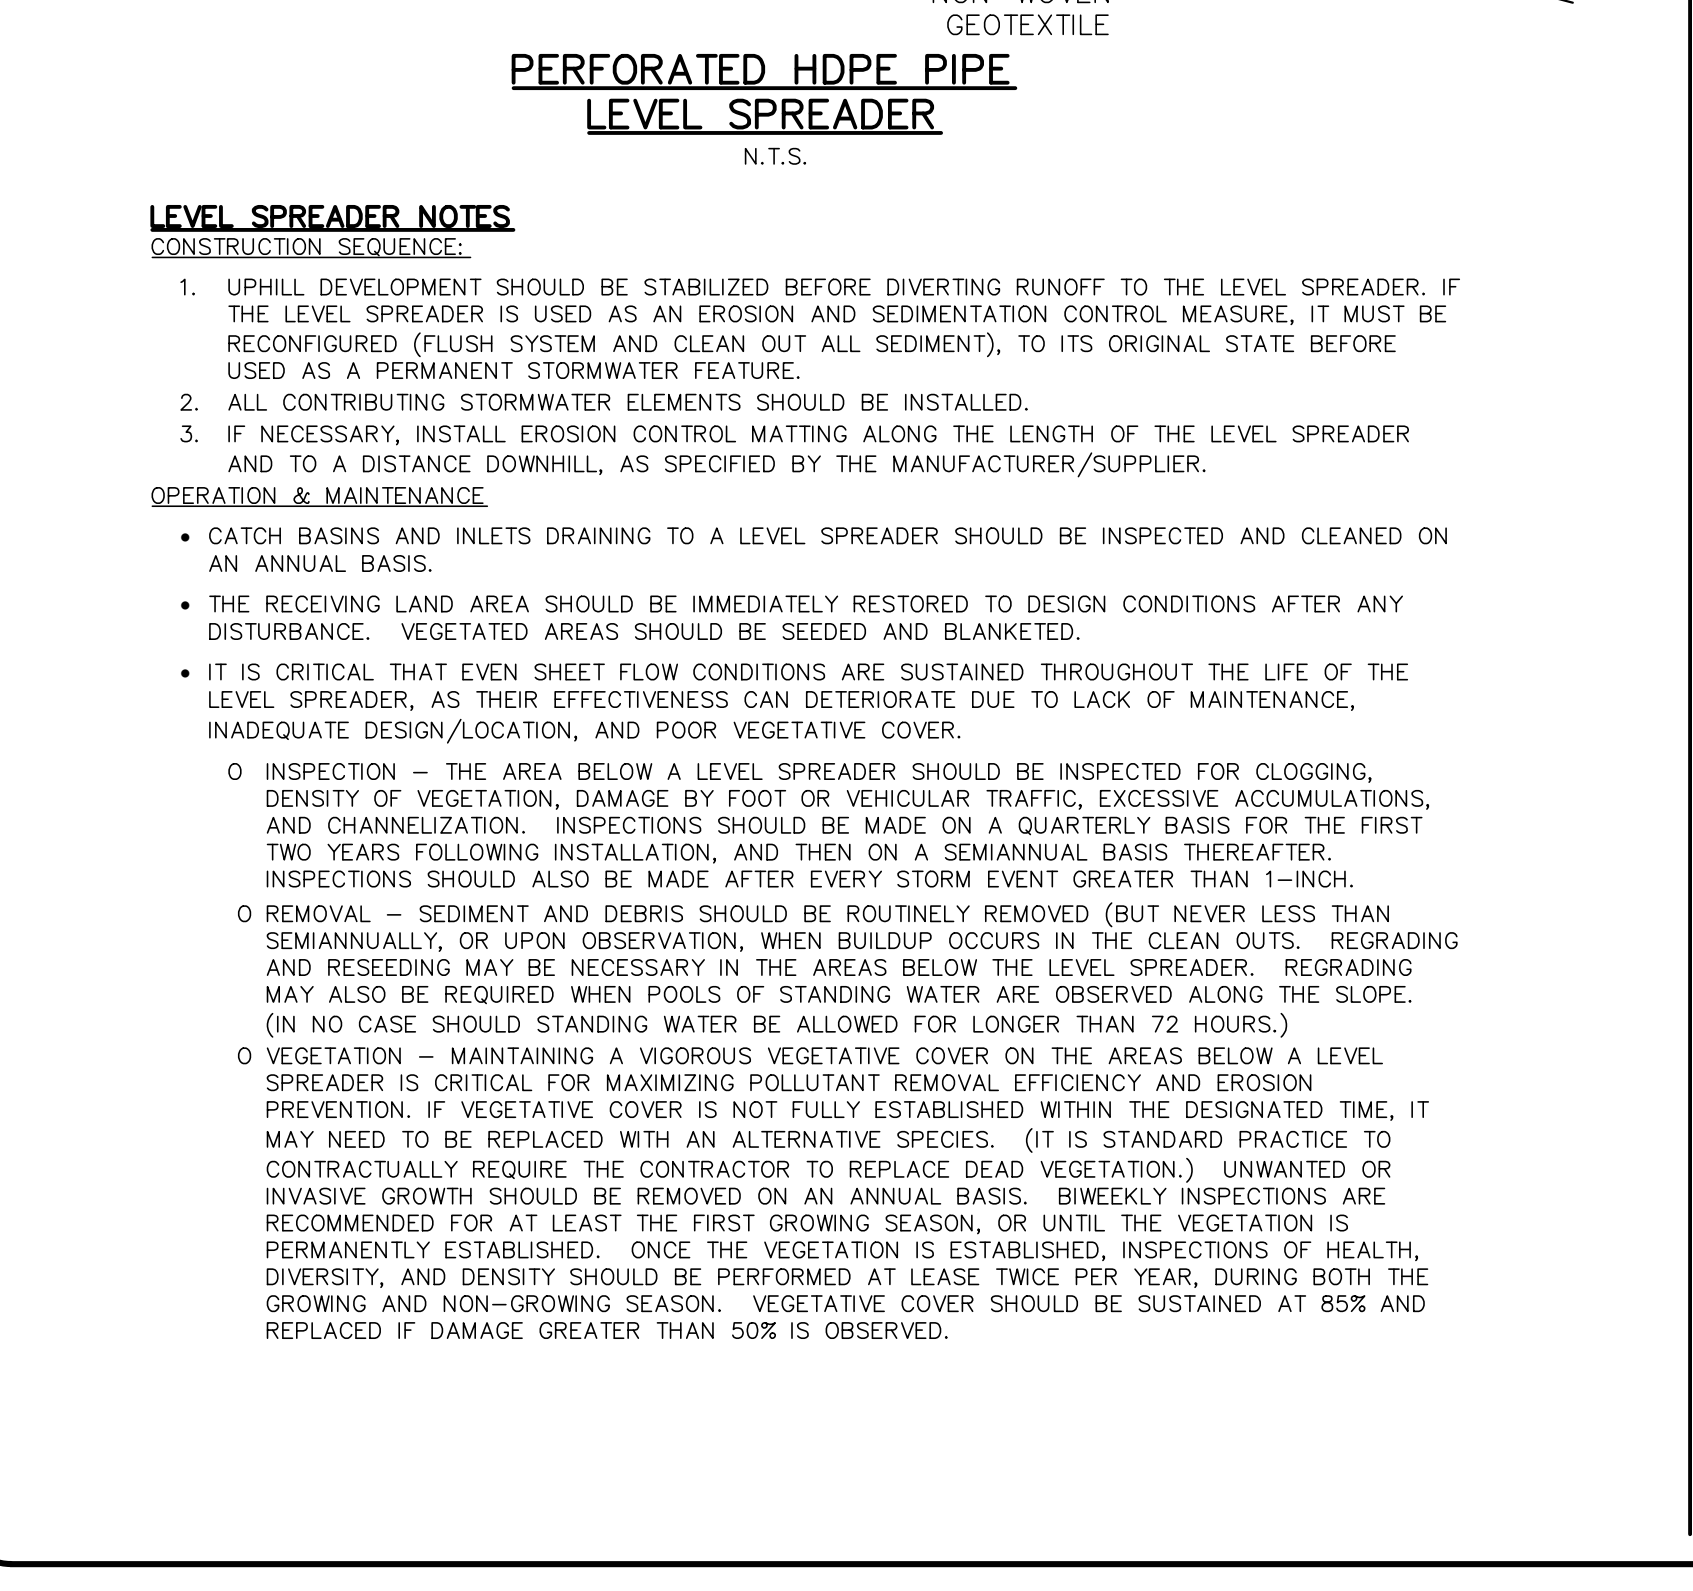 GEOTEXTILE
PERFORATED HDPE PIPE
LEVEL SPREADER
N.T.S.
LEVEL SPREADER NOTES
CONSTRUCTION SEQUENCE:
1. UPHILL DEVELOPMENT SHOULD BE STABILIZED BEFORE DIVERTING RUNOFF TO THE LEVEL SPREADER. IF
THE LEVEL SPREADER IS USED AS AN EROSION AND SEDIMENTATION CONTROL MEASURE, IT MUST BE
RECONFIGURED (FLUSH SYSTEM AND CLEAN OUT ALL SEDIMENT), TO ITS ORIGINAL STATE BEFORE
USED AS A PERMANENT STORMWATER FEATURE.
2. ALL CONTRIBUTING STORMWATER ELEMENTS SHOULD BE INSTALLED.
3. IF NECESSARY, INSTALL EROSION CONTROL MATTING ALONG THE LENGTH OF THE LEVEL SPREADER
AND TO A DISTANCE DOWNHILL, AS SPECIFIED BY THE MANUFACTURER/SUPPLIER.
OPERATION & MAINTENANCE
• CATCH BASINS AND INLETS DRAINING TO A LEVEL SPREADER SHOULD BE INSPECTED AND CLEANED ON
AN ANNUAL BASIS.
• THE RECEIVING LAND AREA SHOULD BE IMMEDIATELY RESTORED TO DESIGN CONDITIONS AFTER ANY
DISTURBANCE. VEGETATED AREAS SHOULD BE SEEDED AND BLANKETED.
• IT IS CRITICAL THAT EVEN SHEET FLOW CONDITIONS ARE SUSTAINED THROUGHOUT THE LIFE OF THE
LEVEL SPREADER, AS THEIR EFFECTIVENESS CAN DETERIORATE DUE TO LACK OF MAINTENANCE,
INADEQUATE DESIGN/LOCATION, AND POOR VEGETATIVE COVER.
O INSPECTION – THE AREA BELOW A LEVEL SPREADER SHOULD BE INSPECTED FOR CLOGGING,
DENSITY OF VEGETATION, DAMAGE BY FOOT OR VEHICULAR TRAFFIC, EXCESSIVE ACCUMULATIONS,
AND CHANNELIZATION. INSPECTIONS SHOULD BE MADE ON A QUARTERLY BASIS FOR THE FIRST
TWO YEARS FOLLOWING INSTALLATION, AND THEN ON A SEMIANNUAL BASIS THEREAFTER.
INSPECTIONS SHOULD ALSO BE MADE AFTER EVERY STORM EVENT GREATER THAN 1–INCH.
O REMOVAL – SEDIMENT AND DEBRIS SHOULD BE ROUTINELY REMOVED (BUT NEVER LESS THAN
SEMIANNUALLY, OR UPON OBSERVATION, WHEN BUILDUP OCCURS IN THE CLEAN OUTS. REGRADING
AND RESEEDING MAY BE NECESSARY IN THE AREAS BELOW THE LEVEL SPREADER. REGRADING
MAY ALSO BE REQUIRED WHEN POOLS OF STANDING WATER ARE OBSERVED ALONG THE SLOPE.
(IN NO CASE SHOULD STANDING WATER BE ALLOWED FOR LONGER THAN 72 HOURS.)
O VEGETATION – MAINTAINING A VIGOROUS VEGETATIVE COVER ON THE AREAS BELOW A LEVEL
SPREADER IS CRITICAL FOR MAXIMIZING POLLUTANT REMOVAL EFFICIENCY AND EROSION
PREVENTION. IF VEGETATIVE COVER IS NOT FULLY ESTABLISHED WITHIN THE DESIGNATED TIME, IT
MAY NEED TO BE REPLACED WITH AN ALTERNATIVE SPECIES. (IT IS STANDARD PRACTICE TO
CONTRACTUALLY REQUIRE THE CONTRACTOR TO REPLACE DEAD VEGETATION.) UNWANTED OR
INVASIVE GROWTH SHOULD BE REMOVED ON AN ANNUAL BASIS. BIWEEKLY INSPECTIONS ARE
RECOMMENDED FOR AT LEAST THE FIRST GROWING SEASON, OR UNTIL THE VEGETATION IS
PERMANENTLY ESTABLISHED. ONCE THE VEGETATION IS ESTABLISHED, INSPECTIONS OF HEALTH,
DIVERSITY, AND DENSITY SHOULD BE PERFORMED AT LEASE TWICE PER YEAR, DURING BOTH THE
GROWING AND NON–GROWING SEASON. VEGETATIVE COVER SHOULD BE SUSTAINED AT 85% AND
REPLACED IF DAMAGE GREATER THAN 50% IS OBSERVED.